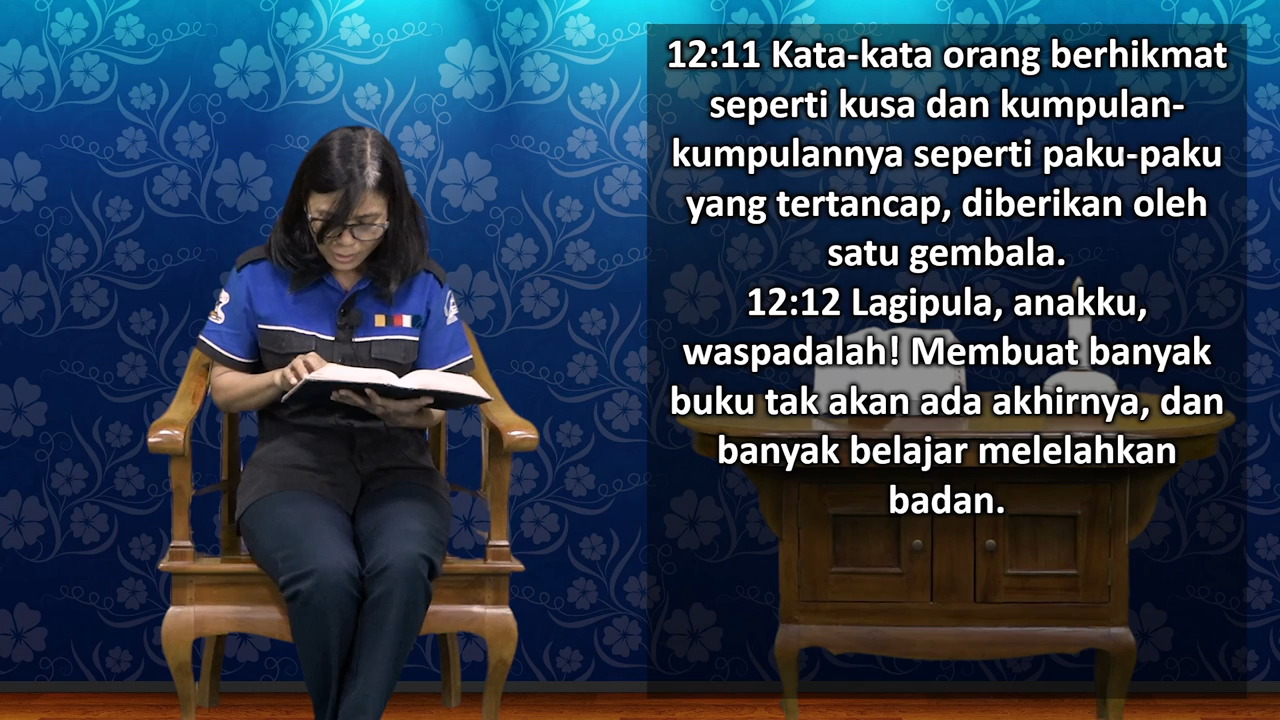 12:11 Kata-kata orang berhikmat
seperti kusa dan kumpulan-
kumpulannya seperti paku-paku
yang tertancap, diberikan oleh
satu gembala.
12:12 Lagipula, anakku,
waspadalah! Membuat banyak
buku tak akan ada akhirnya, dan
banyak belajar melelahkan
badan.